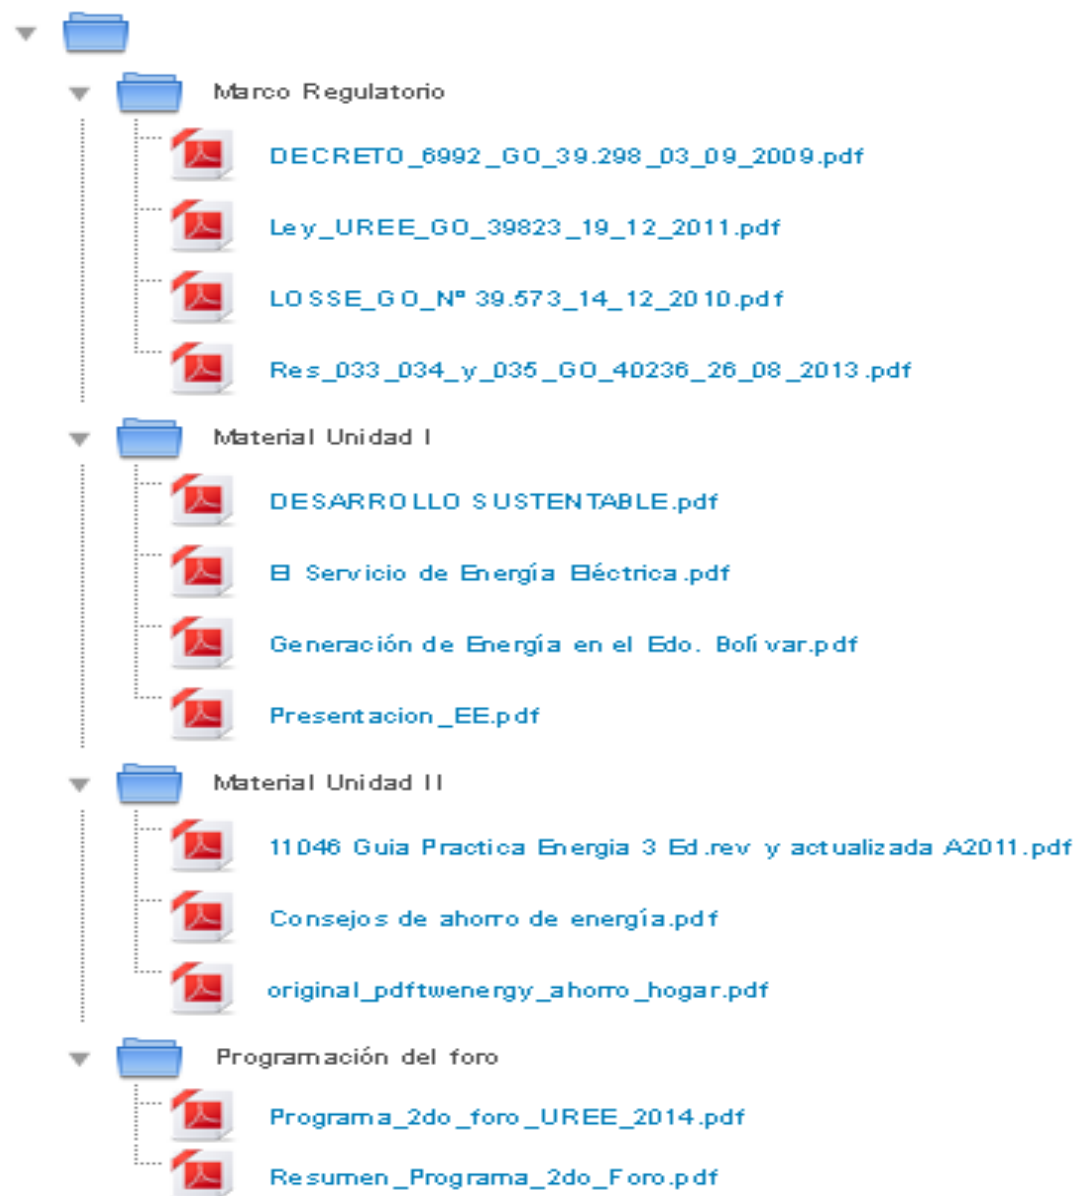 Marco Regulatorio
DECRETO_6992_GO_39.298_03_09_2009.pdf
Ley_UREE_GO_39823_19_12_2011.pdf
LOSSE_GO_Nº 39.573_14_12_2010.pdf
Res_033_034_y_035_GO_40236_26_08_2013.pdf
Material Unidad I
DESARROLLO SUSTENTABLE.pdf
El Servicio de Energía Eléctrica.pdf
Generación de Energía en el Edo. Bolívar.pdf
Presentacion_EE.pdf
Material Unidad II
11046 Guia Practica Energia 3 Ed.rev y actualizada A2011.pdf
Consejos de ahorro de energía.pdf
original_pdftwenergy_ahorro_hogar.pdf
Programación del foro
Programa_2do_foro_UREE_2014.pdf
Resumen_Programa_2do_Foro.pdf